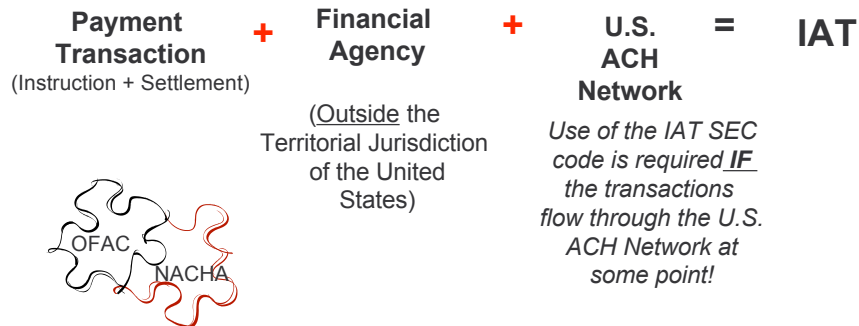 Payment
Transaction
(Instruction + Settlement)
+
Financial
Agency
(Outside the
Territorial Jurisdiction
of the United
States)
+
U.S.
ACH
Network
Use of the IAT SEC
code is required IF
the transactions
flow through the U.S.
ACH Network at
some point!
=
IAT
OFAC
NACHA